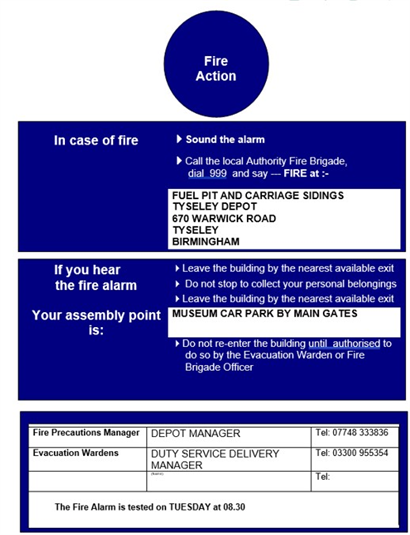 Fire
Action
In case of fire
Sound the alarm
Call the local Authority Fire Brigade,
dial 999 and say --- FIRE at :-
FUEL PIT AND CARRIAGE SIDINGS
TYSELEY DEPOT
670 WARWICK ROAD
TYSELEY
BIRMINGHAM
If you hear
the fire alarm
Leave the building by the nearest available exit
Do not stop to collect your personal belongings
Leave the building by the nearest available exit
Your assembly point
is:
MUSEUM CAR PARK BY MAIN GATES
Do not re-enter the building until authorised to
do so by the Evacuation Warden or Fire
Brigade Officer
Fire Precautions Manager DEPOT MANAGER Tel: 07748 333836
Evacuation Wardens DUTY SERVICE DELIVERY Tel: 03300 955354
MANAGER
Tel:
The Fire Alarm is tested on TUESDAY at 08.30